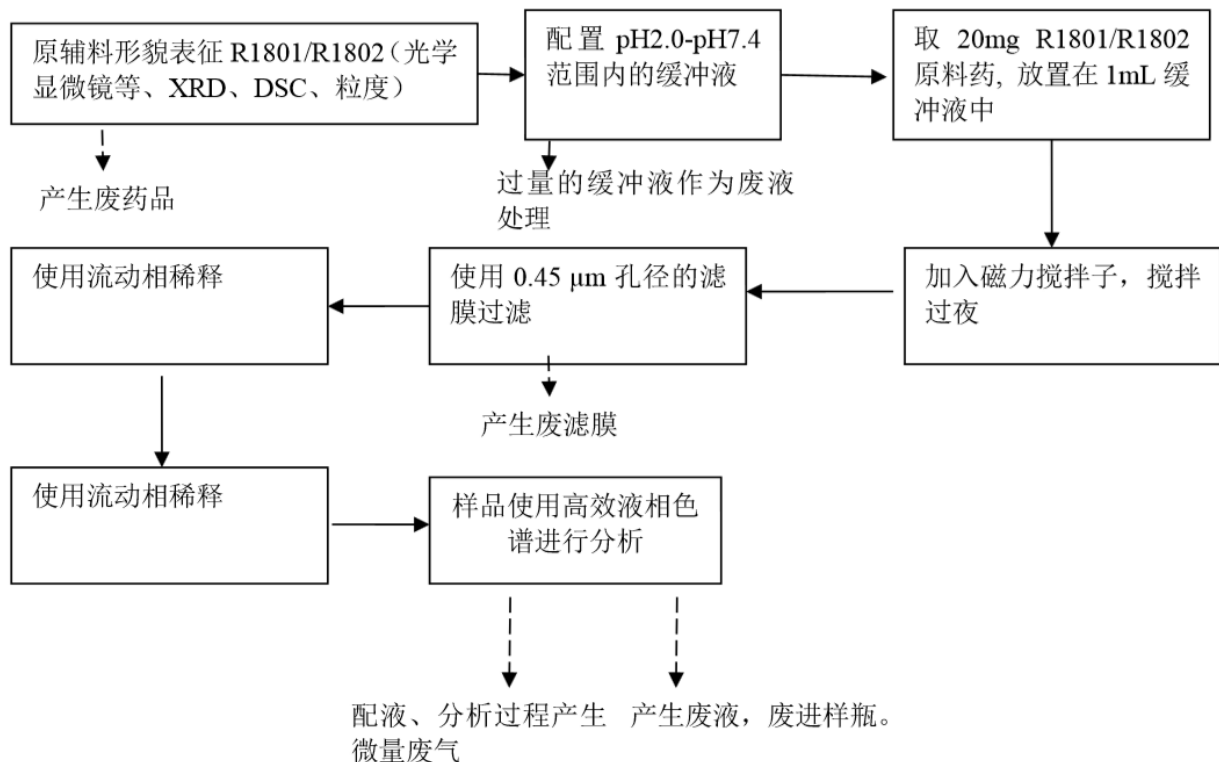 原辅料形貌表征 R1801/R1802（光学
显微镜等、XRD、DSC、粒度）
配置 pH2.0-pH7.4
范围内的缓冲液
取 20mg R1801/R1802
原料药, 放置在 1mL 缓
冲液中
产生废药品
过量的缓冲液作为废液
处理
使用流动相稀释
使用 0.45 μm 孔径的滤
膜过滤
加入磁力搅拌子，搅拌
过夜
产生废滤膜
使用流动相稀释
样品使用高效液相色
谱进行分析
配液、分析过程产生
微量废气
产生废液，废进样瓶。